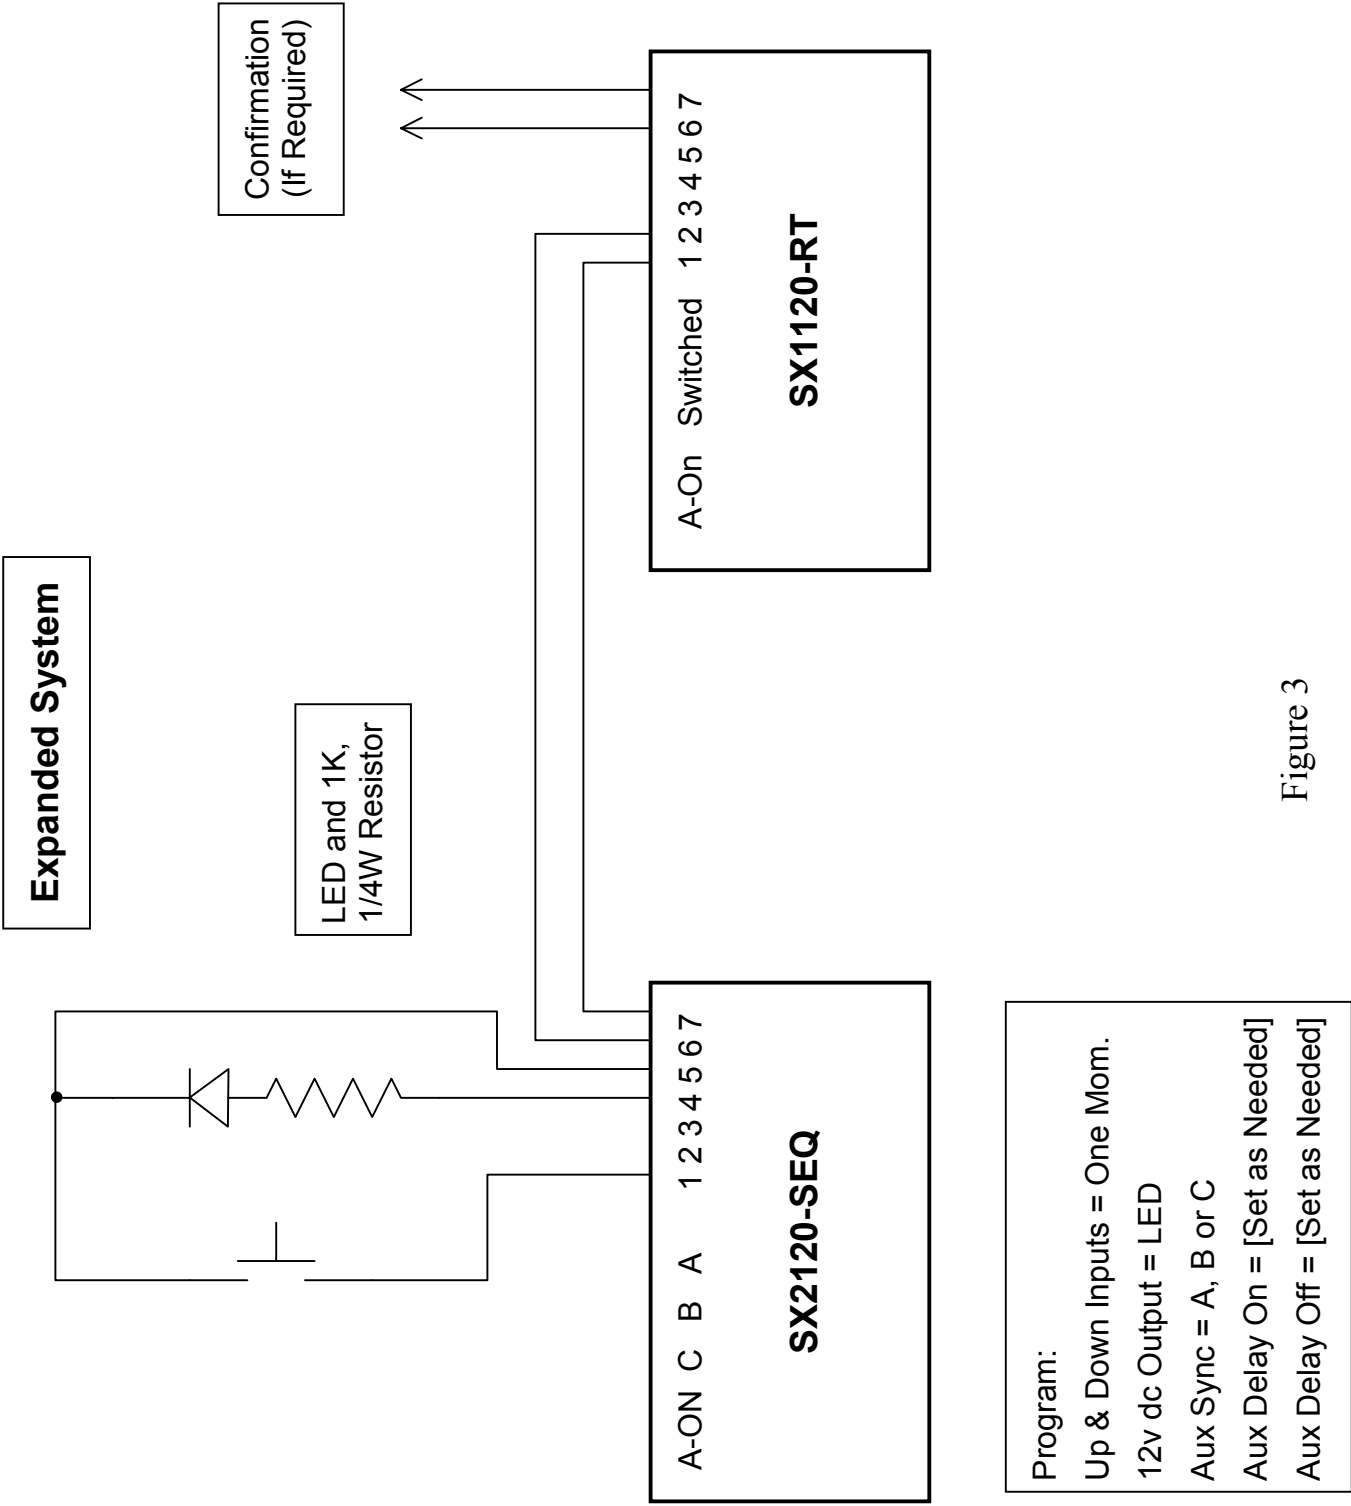 Expanded System
Confirmation
(If Required)
LED and 1K,
1/4W Resistor
A-ON C B A 1 2 3 4 5 6 7
SX2120-SEQ
A-On Switched 1 2 3 4 5 6 7
SX1120-RT
Program:
Up & Down Inputs = One Mom.
12v dc Output = LED
Aux Sync = A, B or C
Aux Delay On = [Set as Needed]
Aux Delay Off = [Set as Needed]
Figure 3